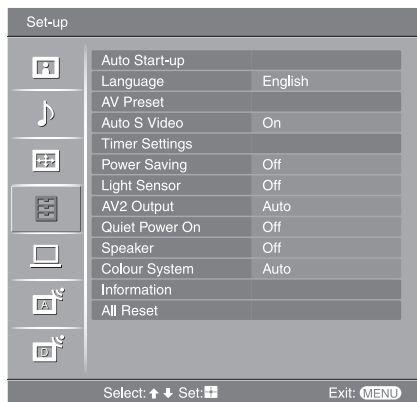 Set-up
Auto Start-up
Language English
AV Preset
Auto S Video On
Timer Settings
Power Saving Off
Light Sensor Off
AV2 Output Auto
Quiet Power On Off
Speaker Off
Colour System Auto
Information
A
All Reset
D
Select: Set: Exit: MENU